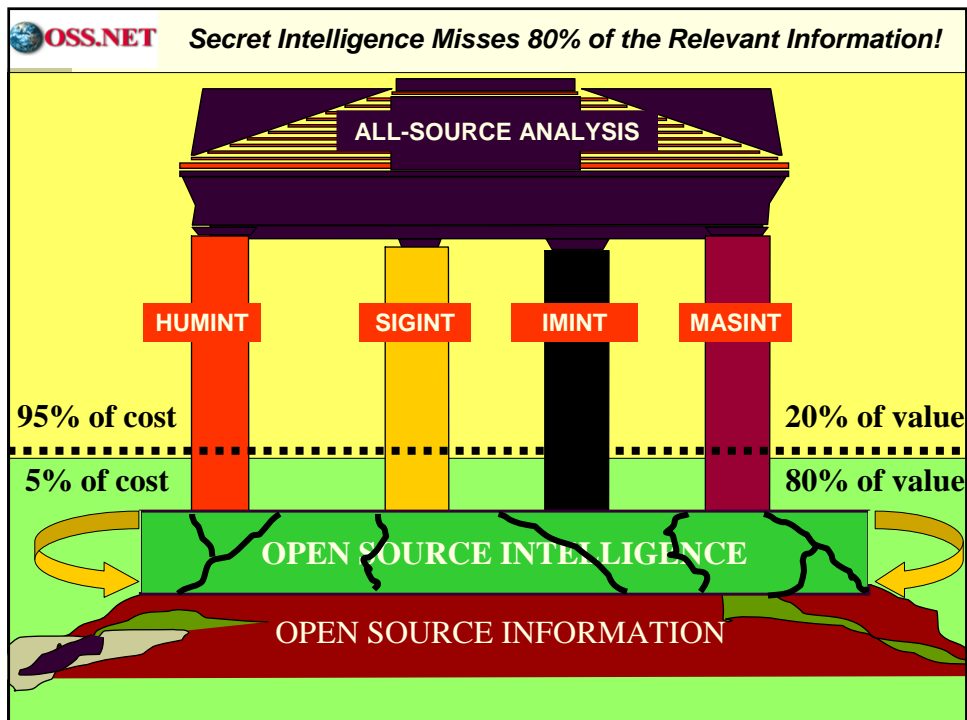 OSS.NET
Secret Intelligence Misses 80% of the Relevant Information!
ALL-SOURCE ANALYSIS
HUMINT
SIGINT
IMINT
MASINT
95% of cost
20% of value
5% of cost
80% of value
OPEN SOURCE INTELLIGENCE
OPEN SOURCE INFORMATION